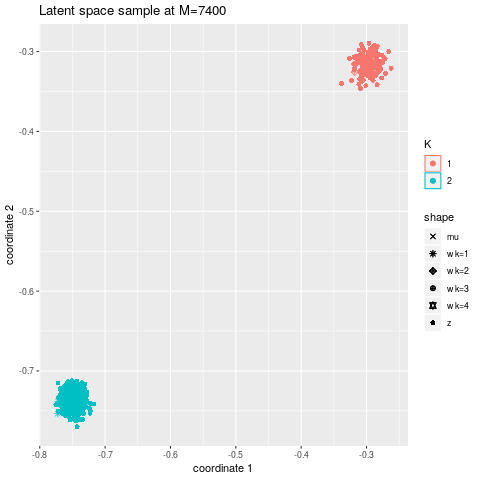 Latent space sample at M=7400
-0.3
-0.4
-0.5
-0.6
-0.7
-0.8
-0.7
-0.6
-0.5
-0.4
-0.3
coordinate 1
coordinate 2
K
1
2
shape
mu
w k=1
w k=2
w k=3
w k=4
z